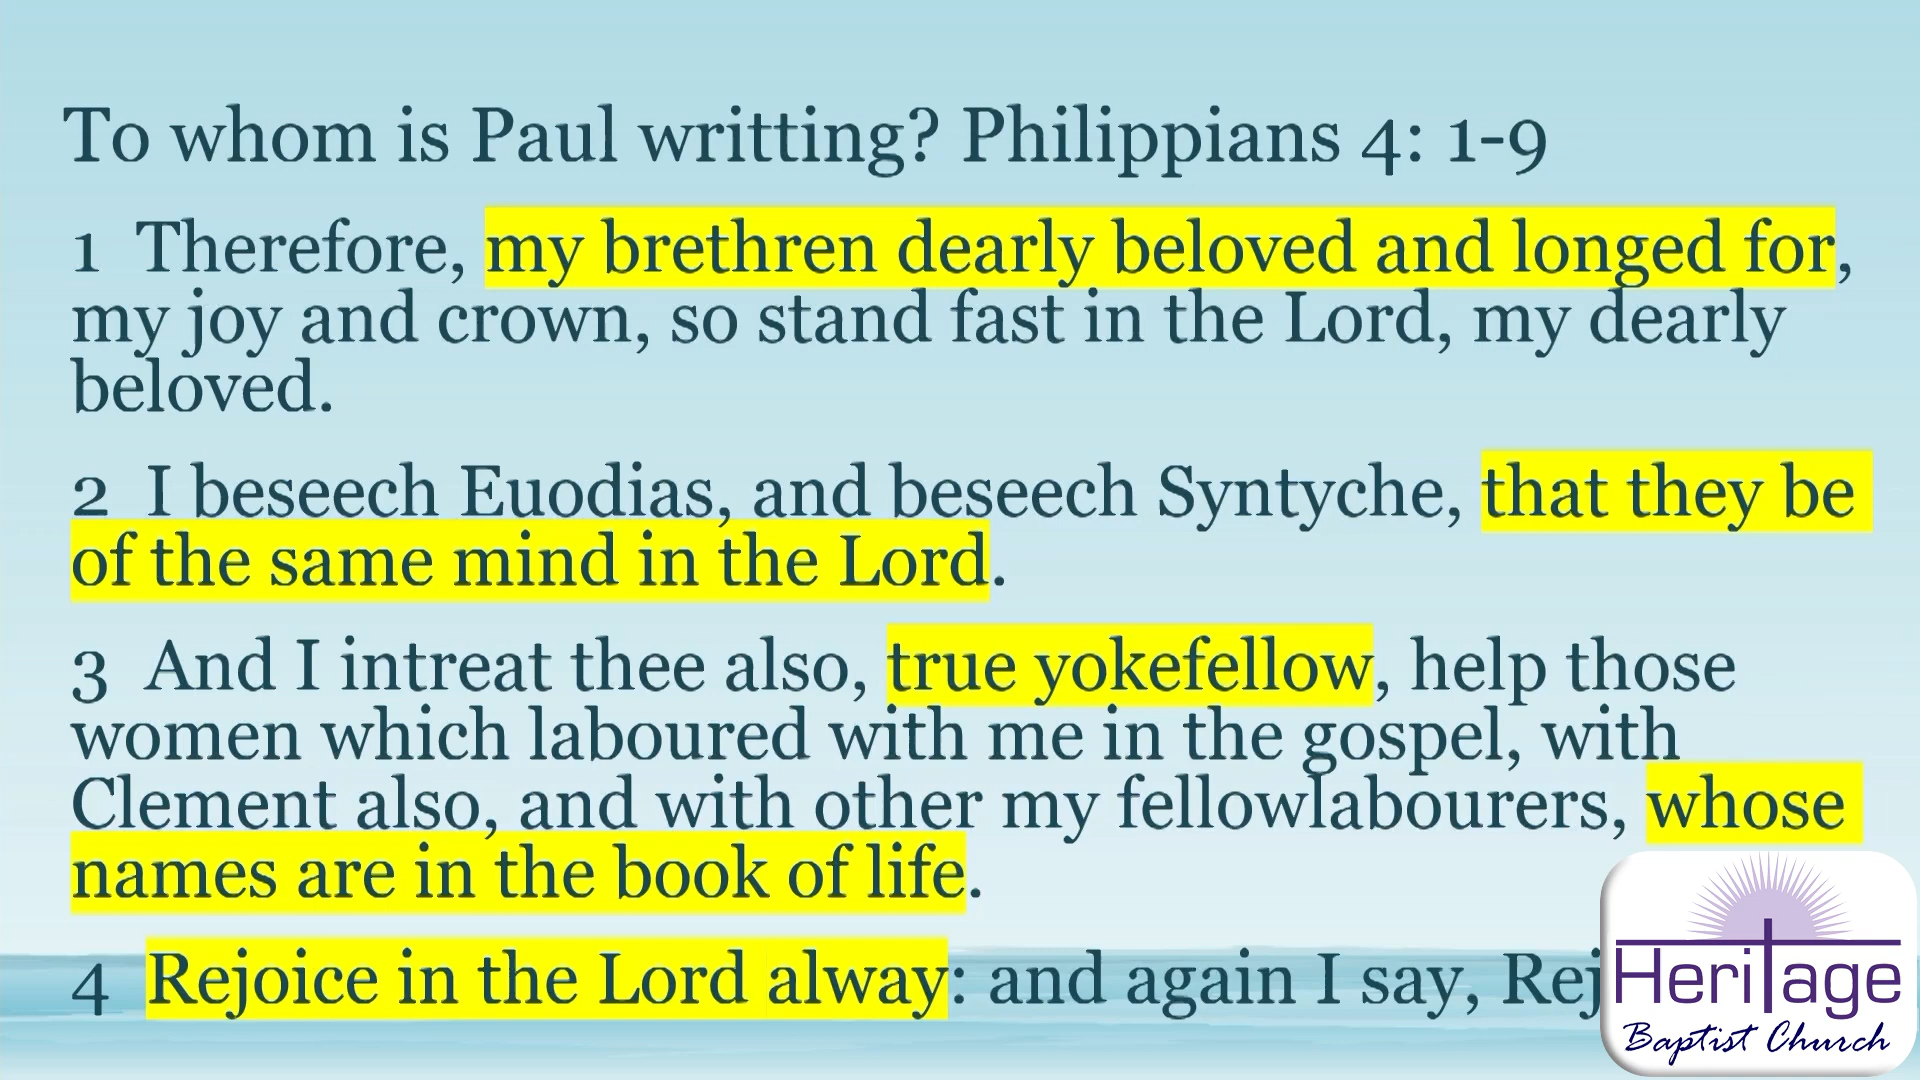 To whom is Paul writting? Philippians 4: 1-9
1 Therefore, my brethren dearly beloved and longed for,
my joy and crown, so stand fast in the Lord, my dearly
beloved.
2 I beseech Euodias, and beseech Syntyche, that they be
of the same mind in the Lord.
3 And I intreat thee also, true yokefellow, help those
women which laboured with me in the gospel, with
Clement also, and with other my fellowlabourers, whose
names are in the book of life.
4 Rejoice in the Lord alway: and again I say, Rej
Heritage
Baptist Church